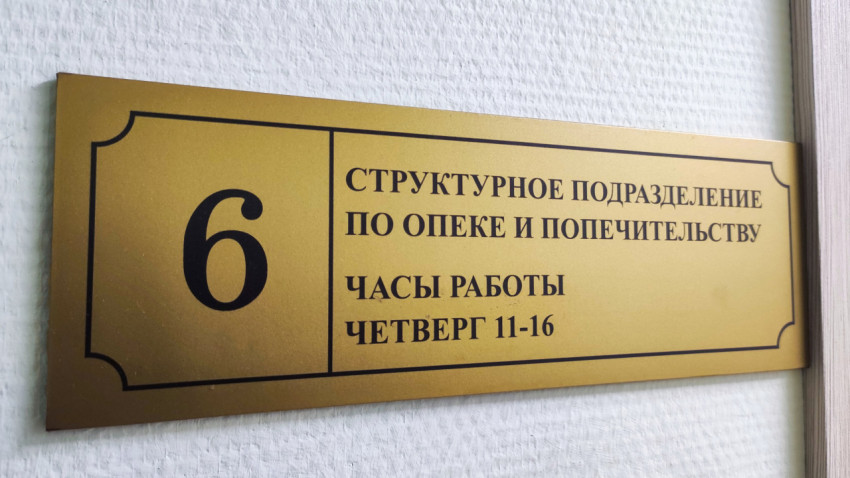 6
СТРУКТУРНОЕ ПОДРАЗДЕЛЕНИЕ
ПО ОПЕКЕ И ПОПЕЧИТЕЛЬСТВУ
ЧАСЫ РАБОТЫ
ЧЕТВЕРГ 11-16